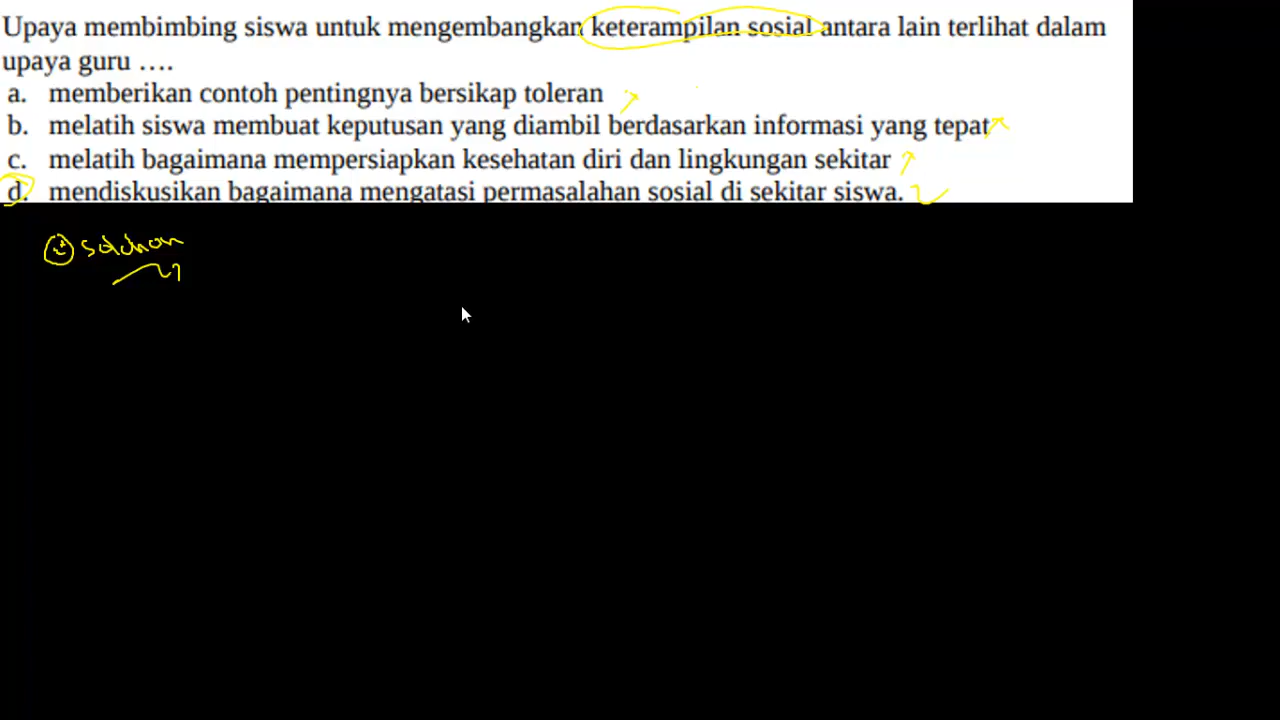 Upaya membimbing siswa untuk mengembangkan keterampilan sosial antara lain terlihat dalam
upaya guru ….
a. memberikan contoh pentingnya bersikap toleran
b. melatih siswa membuat keputusan yang diambil berdasarkan informasi yang tepat
c. melatih bagaimana mempersiapkan kesehatan diri dan lingkungan sekitar
d. mendiskusikan bagaimana mengatasi permasalahan sosial di sekitar siswa.